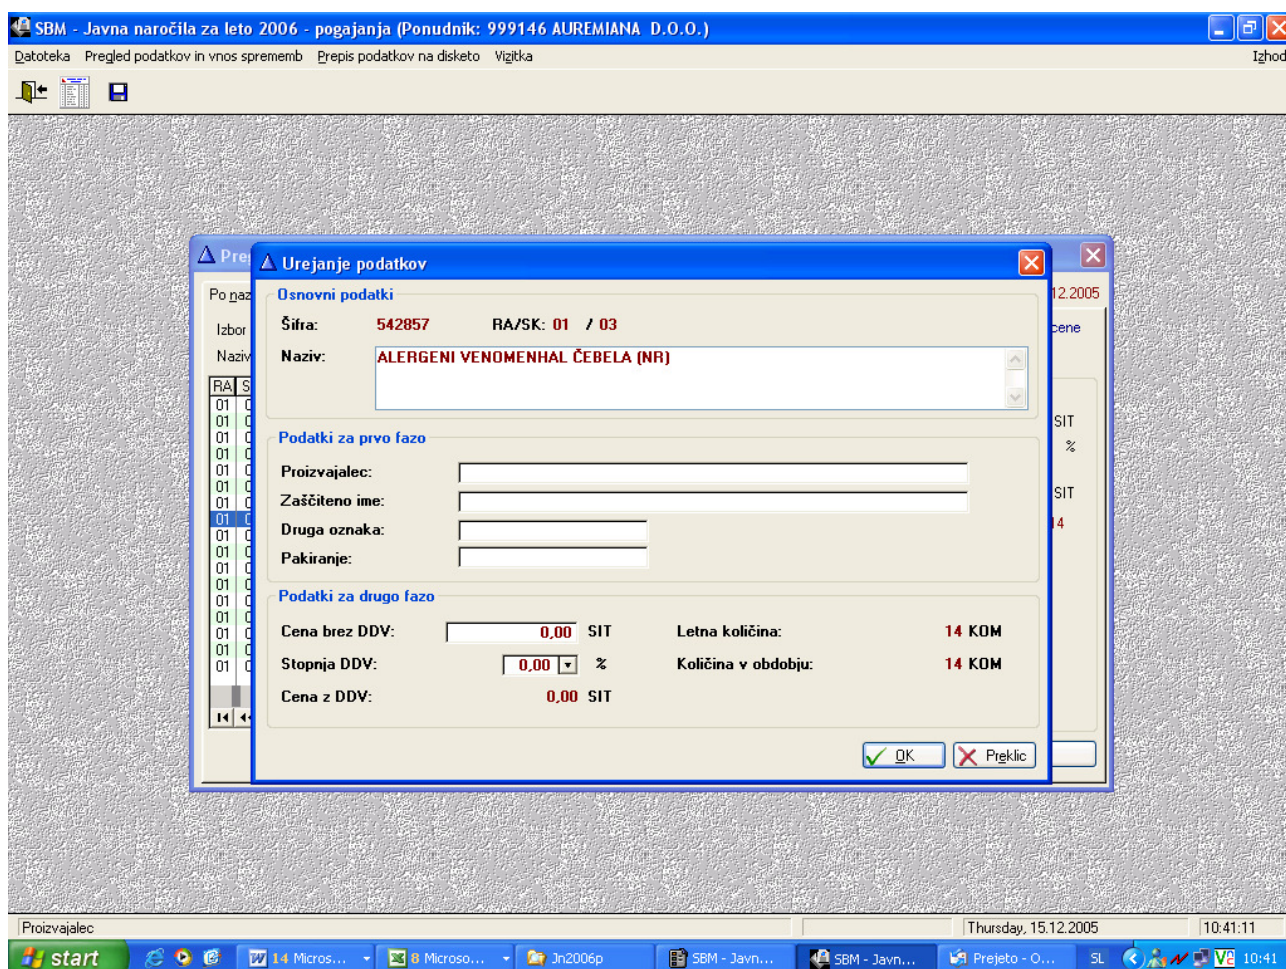 SBM - Javna naročila za leto 2006 - pogajanja (Ponudnik: 999146 AUREMIANA D.O.O.)
Datoteka Pregled podatkov in vnos sprememb Prepis podatkov na disketo Vizitka Izhod
Urejanje podatkov
Po 12.2005
Osnovni podatki
Šifra: 542857 RA/SK: 01 / 03
Izbor cene
Naziv: ALERGENI VENOMENHAL ČEBELA (NR)
Naziv
RA S
01
01 SIT
01
Podatki za prvo fazo
01 %
01
Proizvajalec:
01
Zaščiteno ime:
01 SIT
01 14
Druga oznaka:
01
01
Pakiranje:
01
01
Podatki za drugo fazo
01
01
Cena brez DDV: 0,00 SIT Letna količina: 14 KOM
01
01
Stopnja DDV: 0,00 % Količina v obdobju: 14 KOM
01
Cena z DDV: 0,00 SIT
OK Preklic
Proizvajalec Thursday, 15.12.2005 10:41:11
start 14 Micros... 8 Microso... Jn2006p SBM - Javn... SBM - Javn... Prejeto - O... SL 10:41